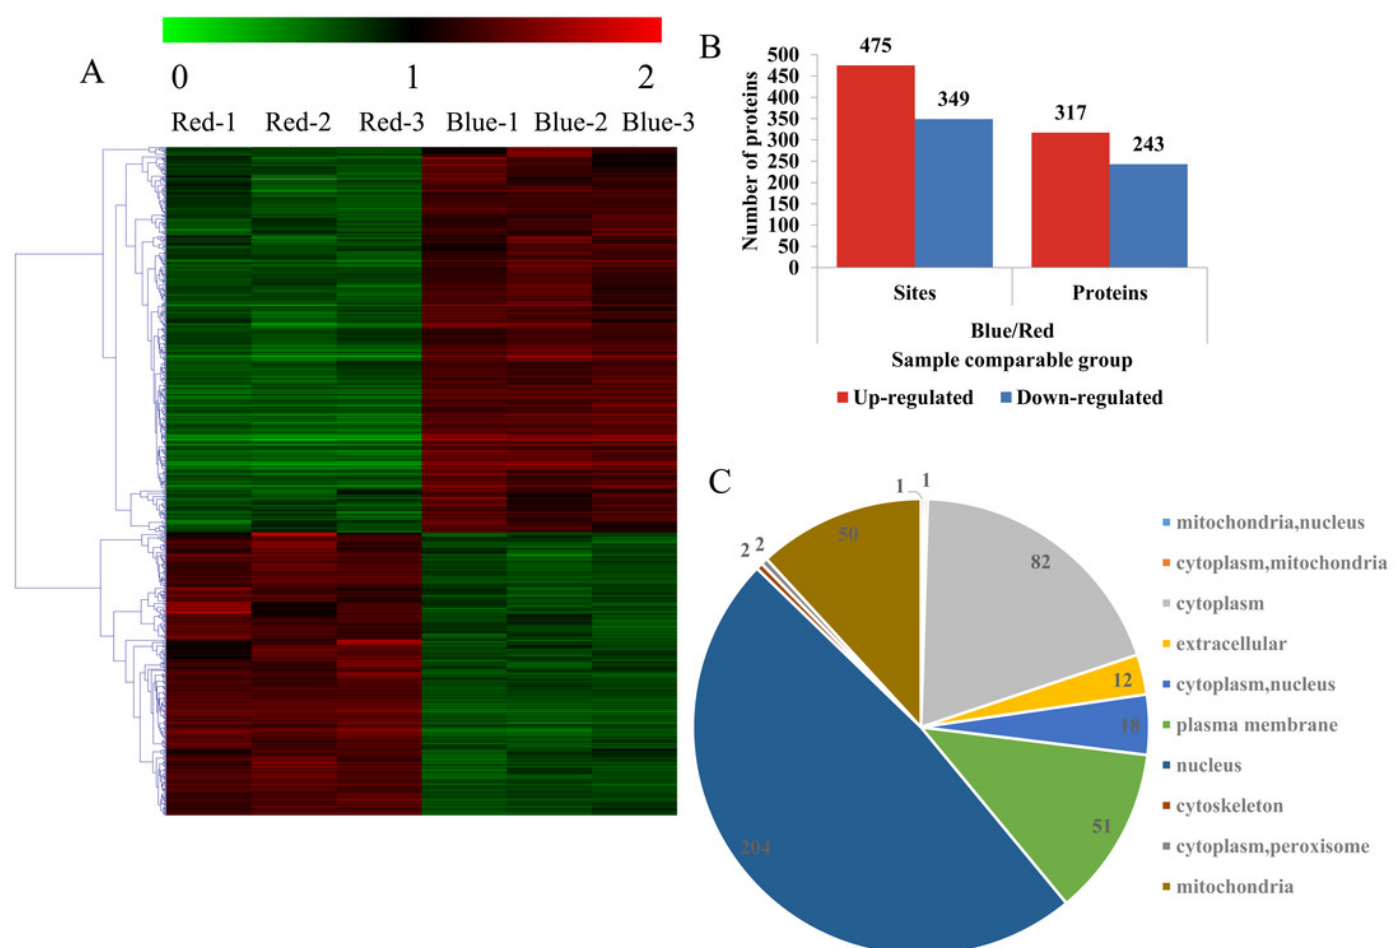 A
0 1 2
Red-1 Red-2 Red-3 Blue-1 Blue-2 Blue-3
B
Number of proteins
500
450
400
350
300
250
200
150
100
50
0
475
349
317
243
Sites Proteins
Blue/Red
Sample comparable group
Up-regulated Down-regulated
C
1 1
82
12
18
51
204
2 2
50
mitochondria,nucleus
cytoplasm,mitochondria
cytoplasm
extracellular
cytoplasm,nucleus
plasma membrane
nucleus
cytoskeleton
cytoplasm,peroxisome
mitochondria